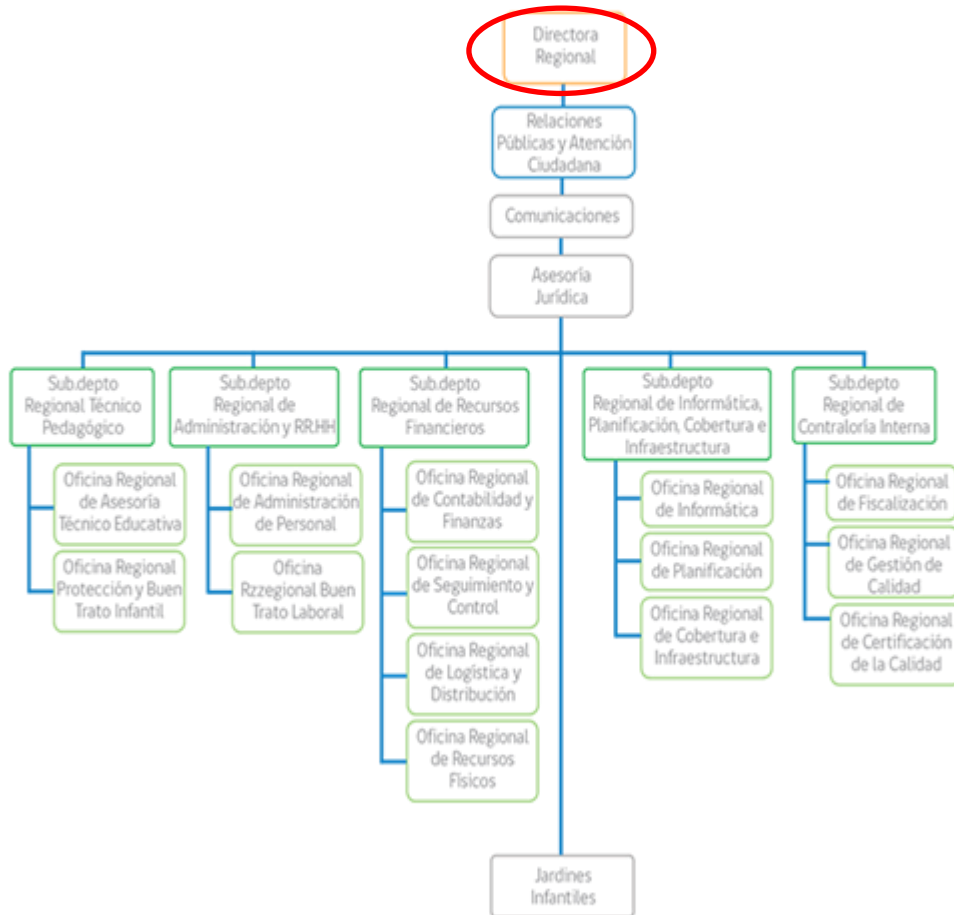 Directora
Regional
Relaciones
Públicas y Atención
Ciudadana
Comunicaciones
Asesoría
Jurídica
Sub.depto
Regional Técnico
Pedagógico
Oficina Regional
de Asesoría
Técnico Educativa
Oficina Regional
Protección y Buen
Trato Infantil
Sub.depto
Regional de
Administración y RR.HH
Oficina Regional
de Administración
de Personal
Oficina
Rzzegional Buen
Trato Laboral
Sub.depto
Regional de Recursos
Financieros
Oficina Regional
de Contabilidad y
Finanzas
Oficina Regional
de Seguimiento y
Control
Oficina Regional
de Logística y
Distribución
Oficina Regional
de Recursos
Físicos
Sub.depto
Regional de Informática,
Planificación, Cobertura e
Infraestructura
Oficina Regional
de Informática
Oficina Regional
de Planificación
Oficina Regional
de Cobertura e
Infraestructura
Sub.depto
Regional de
Contraloría Interna
Oficina Regional
de Fiscalización
Oficina Regional
de Gestión de
Calidad
Oficina Regional
de Certificación
de la Calidad
Jardines
Infantiles